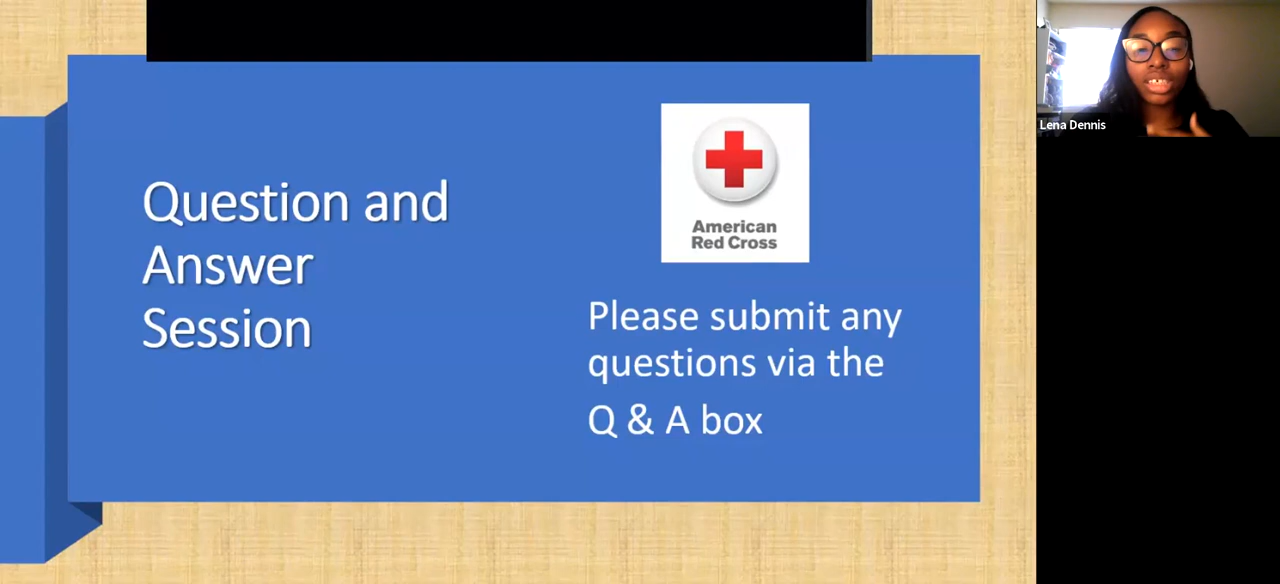 Question and
Answer
Session
American
Red Cross
Please submit any
questions via the
Q & A box
Lena Dennis